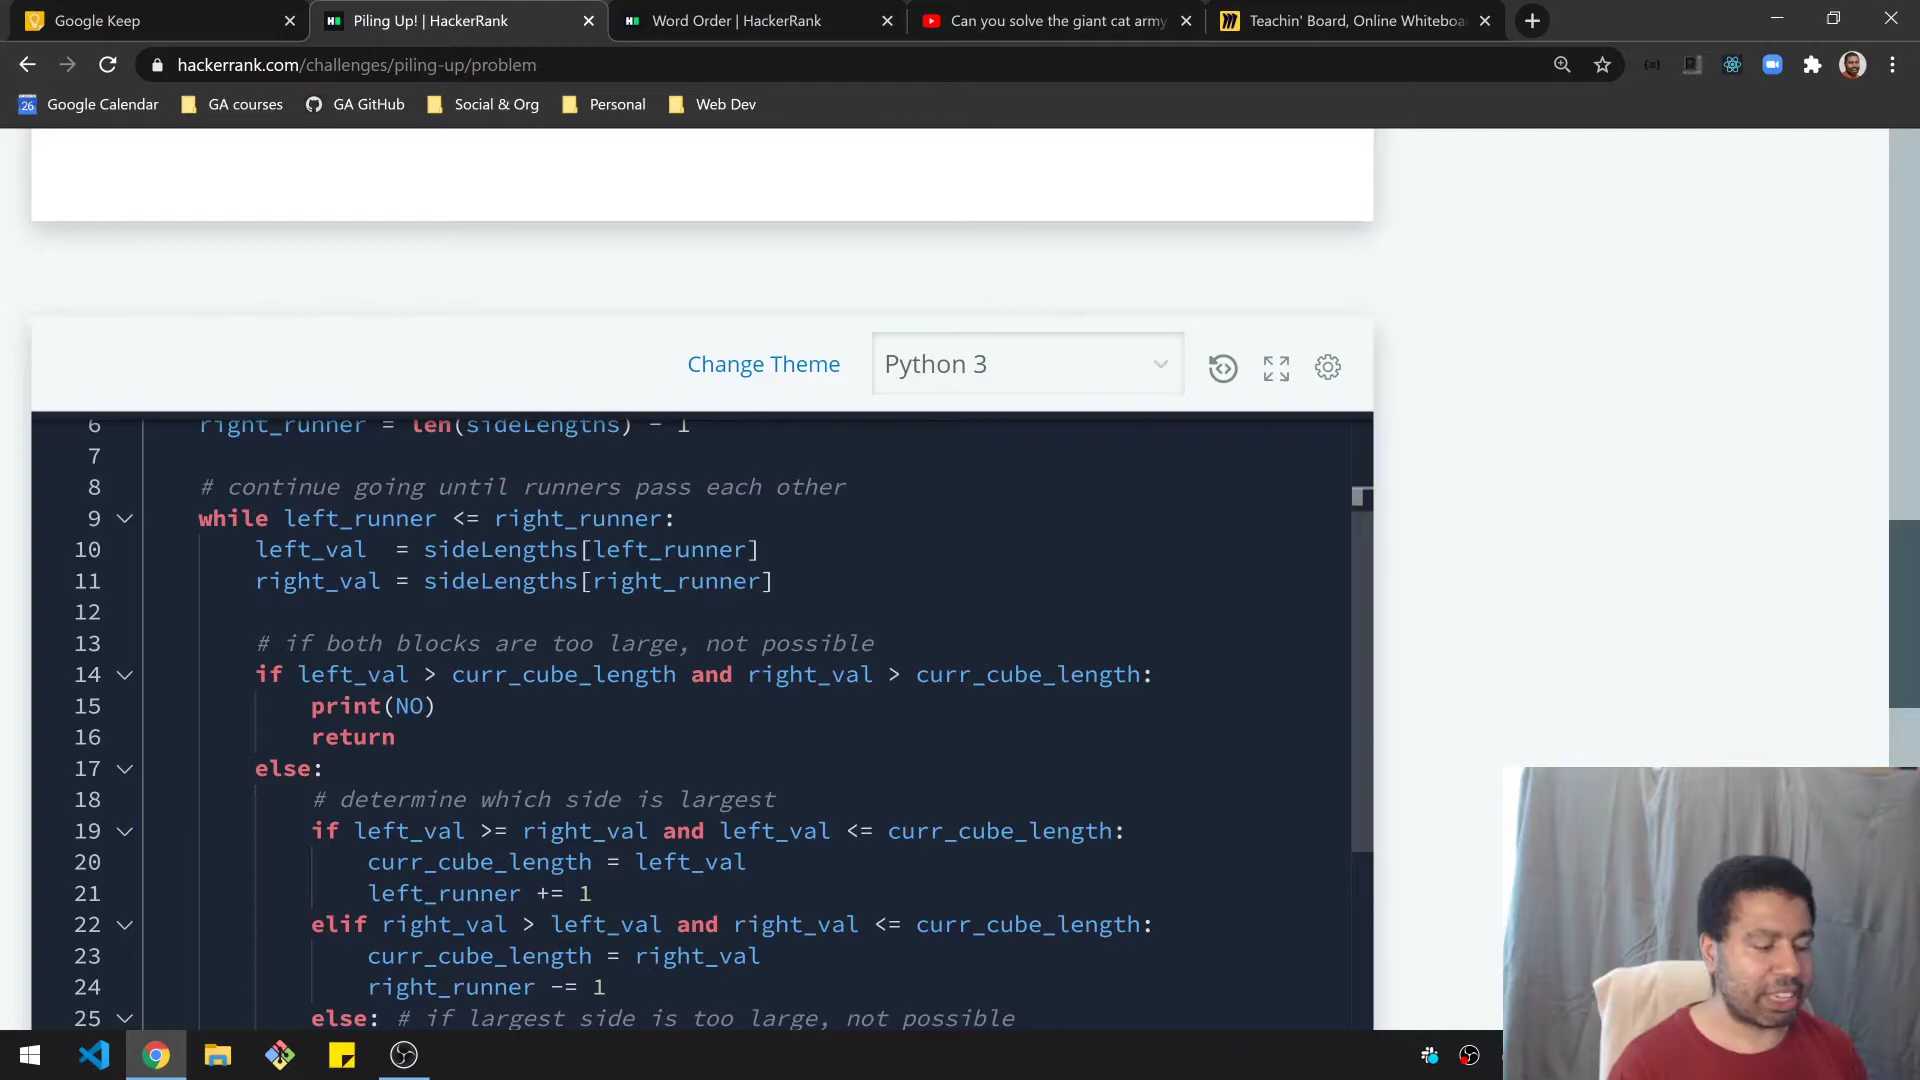 Google Keep
Piling Up! | HackerRank
Word Order | HackerRank
Can you solve the giant cat army
Teachin' Board, Online Whiteboa
hackerrank.com/challenges/piling-up/problem
26 Google Calendar
GA courses
GA GitHub
Social & Org
Personal
Web Dev
Change Theme
Python 3
6 right_runner = len(sideLengths) - 1
7
8 # continue going until runners pass each other
9 while left_runner <= right_runner:
10 left_val  = sideLengths[left_runner]
11 right_val = sideLengths[right_runner]
12
13 # if both blocks are too large, not possible
14 if left_val > curr_cube_length and right_val > curr_cube_length:
15 print(NO)
16 return
17 else:
18 # determine which side is largest
19 if left_val >= right_val and left_val <= curr_cube_length:
20 curr_cube_length = left_val
21 left_runner += 1
22 elif right_val > left_val and right_val <= curr_cube_length:
23 curr_cube_length = right_val
24 right_runner -= 1
25 else: # if largest side is too large, not possible